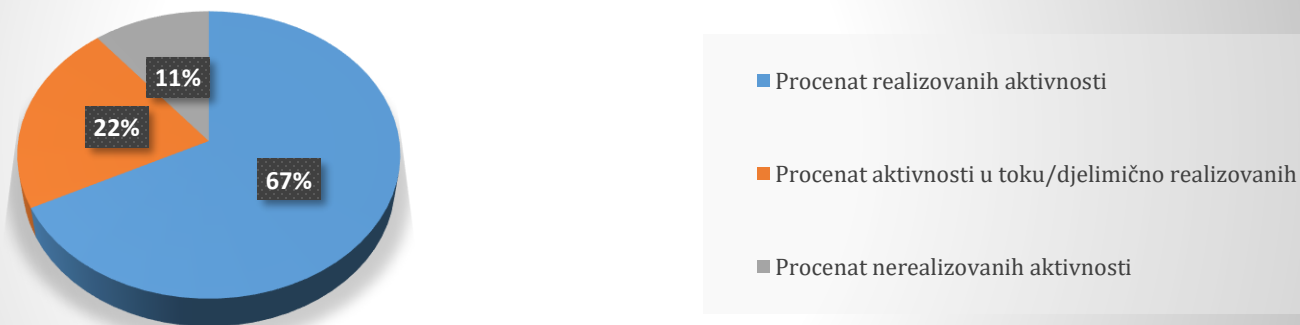 11%
22%
67%
Procenat realizovanih aktivnosti
Procenat aktivnosti u toku/djelimično realizovanih
Procenat nerealizovanih aktivnosti